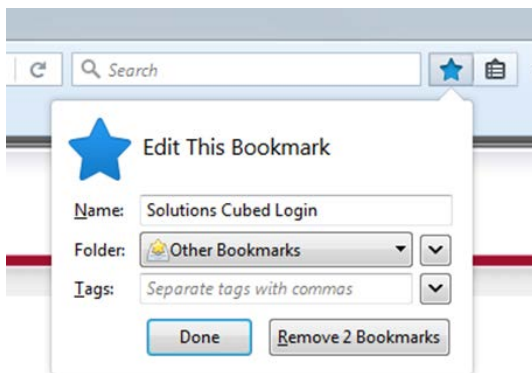 Search
Edit This Bookmark
Name: Solutions Cubed Login
Folder: Other Bookmarks
Tags: Separate tags with commas
Done Remove 2 Bookmarks